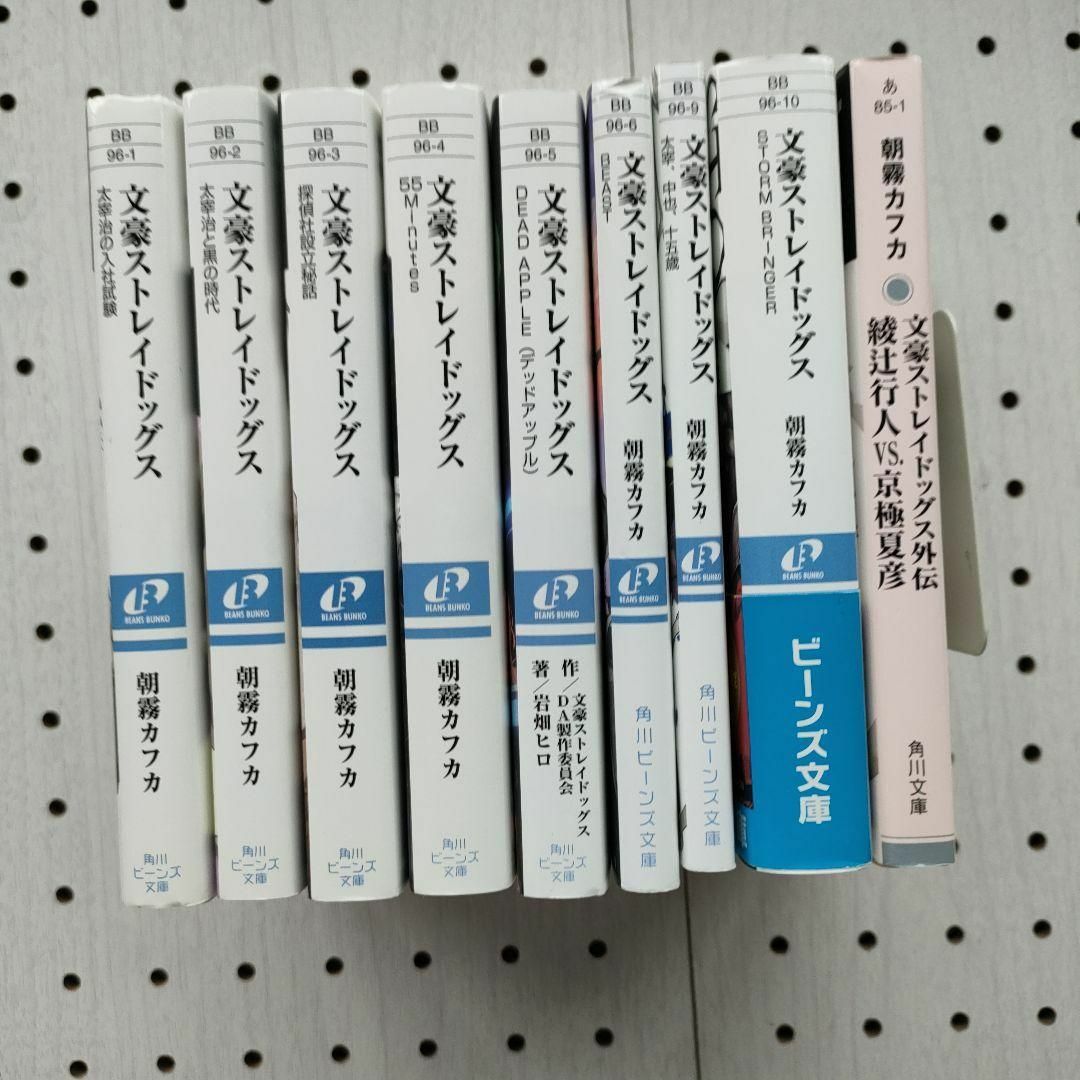 BB
96-1
文豪ストレイドッグス
太宰治の入社試験
BEANS BUNKO
朝霧カフカ
角川
ビーンズ
文庫
BB
96-2
文豪ストレイドッグス
太宰治と黒の時代
BEANS BUNKO
朝霧カフカ
角川
ビーンズ
文庫
BB
96-3
文豪ストレイドッグス
探偵社設立秘話
BEANS BUNKO
朝霧カフカ
角川
ビーンズ
文庫
BB
96-4
文豪ストレイドッグス
55Minutes
BEANS BUNKO
朝霧カフカ
角川
ビーンズ
文庫
BB
96-5
文豪ストレイドッグス
DEAD APPLE(デッドアップル)
BEANS BUNKO
作/文豪ストレイドッグス
DA製作委員会
著/岩畑ヒロ
角川
ビーンズ
文庫
BB
96-6
文豪ストレイドッグス
BEAST
朝霧カフカ
BEANS BUNKO
角川ビーンズ文庫
BB
96-9
文豪ストレイドッグス
太宰、中也、十五歳
朝霧カフカ
BEANS BUNKO
角川ビーンズ文庫
BB
96-10
文豪ストレイドッグス
STORM BRINGER
朝霧カフカ
BEANS BUNKO
ビーンズ文庫
あ
85-1
朝霧カフカ
文豪ストレイドッグス外伝
綾辻行人VS.京極夏彦
角川文庫